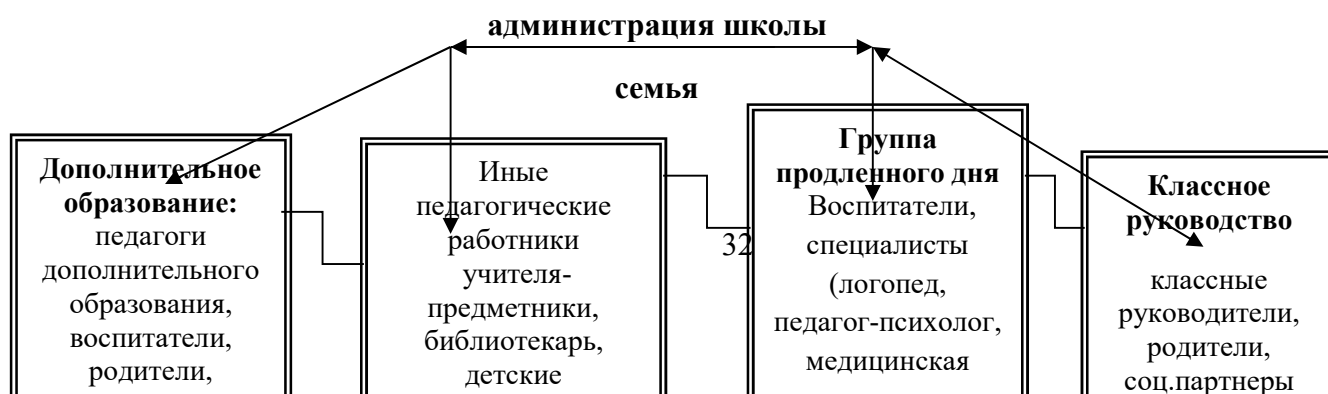 администрация школы
семья
Дополнительное
образование:
педагоги
дополнительного
образования,
воспитатели,
родители,
Иные
педагогические
работники
учителя-
предметники,
библиотекарь,
детские
32
Группа
продленного дня
Воспитатели,
специалисты
(логопед,
педагог-психолог,
медицинская
Классное
руководство
классные
руководители,
родители,
соц.партнеры